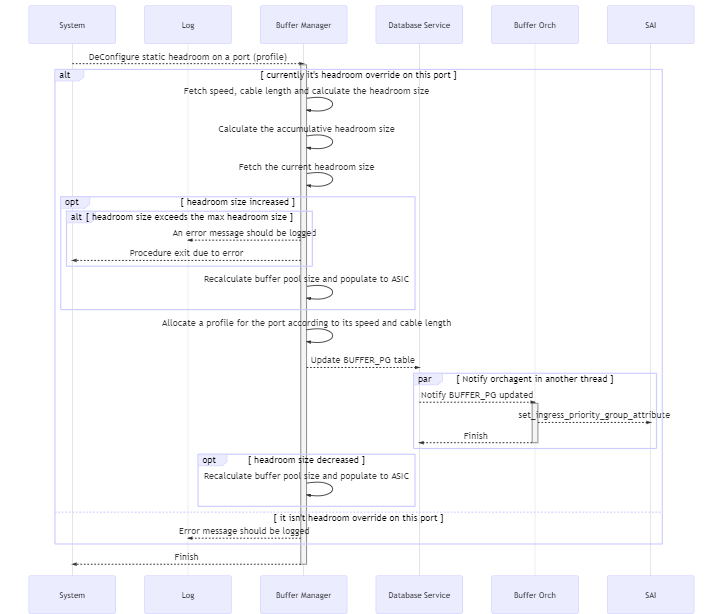 System
Log
Buffer Manager
Database Service
Buffer Orch
SAI
DeConfigure static headroom on a port (profile)
alt
[ currently it's headroom override on this port ]
Fetch speed, cable length and calculate the headroom size
Calculate the accumulative headroom size
Fetch the current headroom size
opt
[ headroom size increased ]
alt
[ headroom size exceeds the max headroom size ]
An error message should be logged
Procedure exit due to error
Recalculate buffer pool size and populate to ASIC
Allocate a profile for the port according to its speed and cable length
Update BUFFER_PG table
par
[ Notify orchagent in another thread ]
Notify BUFFER_PG updated
set_ingress_priority_group_attribute
Finish
opt
[ headroom size decreased ]
Recalculate buffer pool size and populate to ASIC
[ it isn't headroom override on this port ]
Error message should be logged
Finish
System
Log
Buffer Manager
Database Service
Buffer Orch
SAI